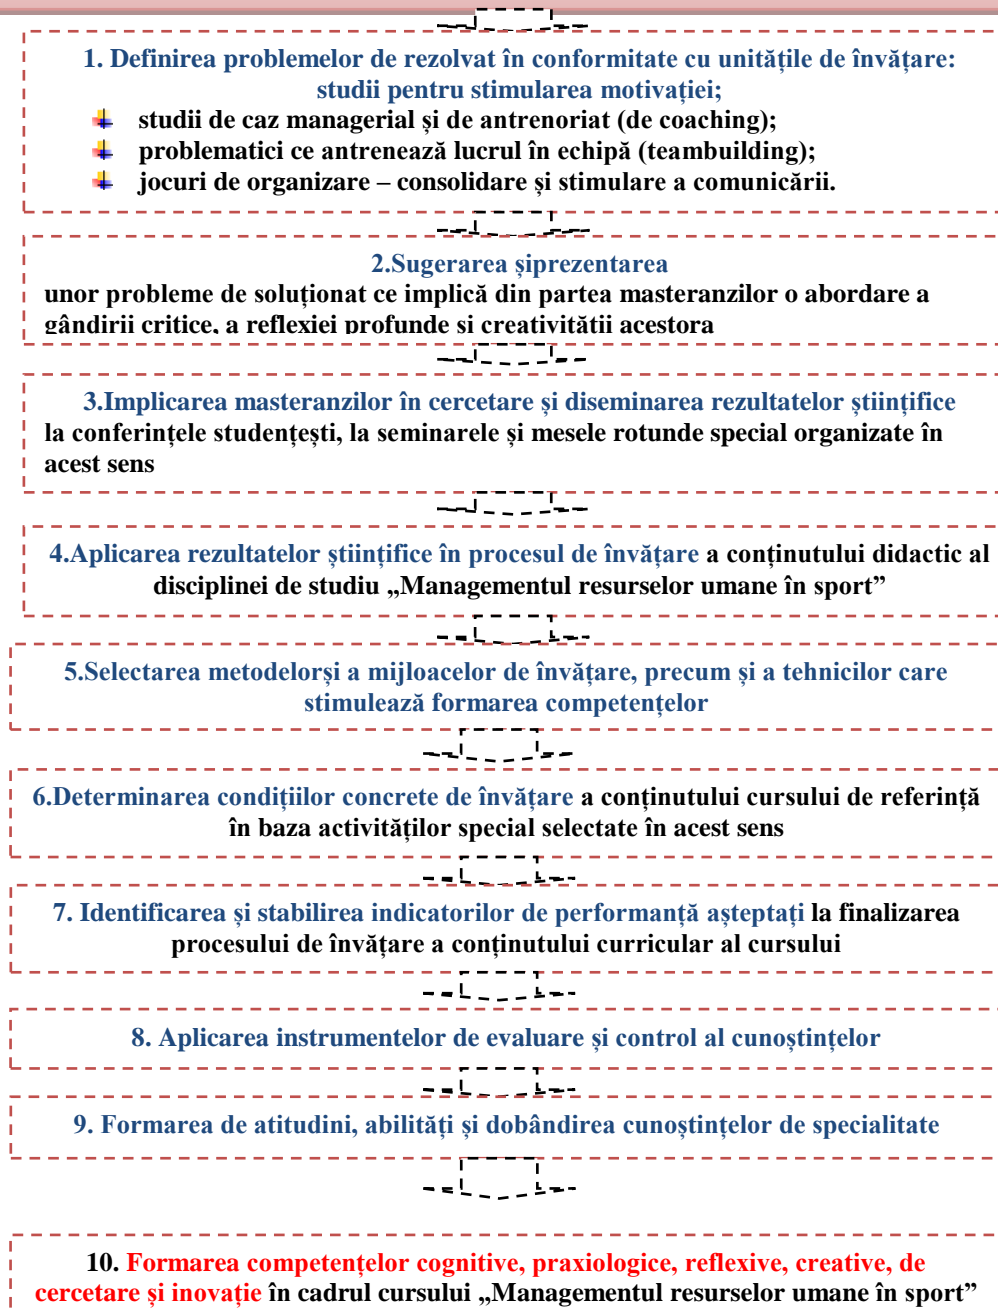 1. Definirea problemelor de rezolvat în conformitate cu unitățile de învățare:
studii pentru stimularea motivației;
studii de caz managerial și de antrenoriat (de coaching);
problematici ce antrenează lucrul în echipă (teambuilding);
jocuri de organizare – consolidare și stimulare a comunicării.
2.Sugerarea șiprezentarea
unor probleme de soluționat ce implică din partea masteranzilor o abordare a
gândirii critice, a reflexiei profunde și creativității acestora
3.Implicarea masteranzilor în cercetare și diseminarea rezultatelor științifice
la conferințele studențești, la seminarele și mesele rotunde special organizate în
acest sens
4.Aplicarea rezultatelor științifice în procesul de învățare a conținutului didactic al
disciplinei de studiu „Managementul resurselor umane în sport”
5.Selectarea metodelorși a mijloacelor de învățare, precum și a tehnicilor care
stimulează formarea competențelor
6.Determinarea condițiilor concrete de învățare a conținutului cursului de referință
în baza activităților special selectate în acest sens
7. Identificarea și stabilirea indicatorilor de performanță așteptați la finalizarea
procesului de învățare a conținutului curricular al cursului
8. Aplicarea instrumentelor de evaluare și control al cunoștințelor
9. Formarea de atitudini, abilități și dobândirea cunoștințelor de specialitate
10. Formarea competențelor cognitive, praxiologice, reflexive, creative, de
cercetare și inovație în cadrul cursului „Managementul resurselor umane în sport”